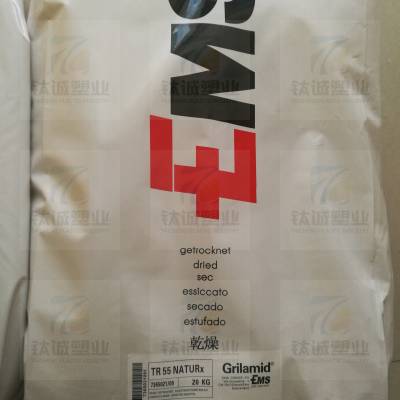 EMS
getrocknet
dried
sec
essiccato
secado
estufado
乾燥
TR 55 NATURx
20 KG
Grilamid
EMS
钛诚塑业